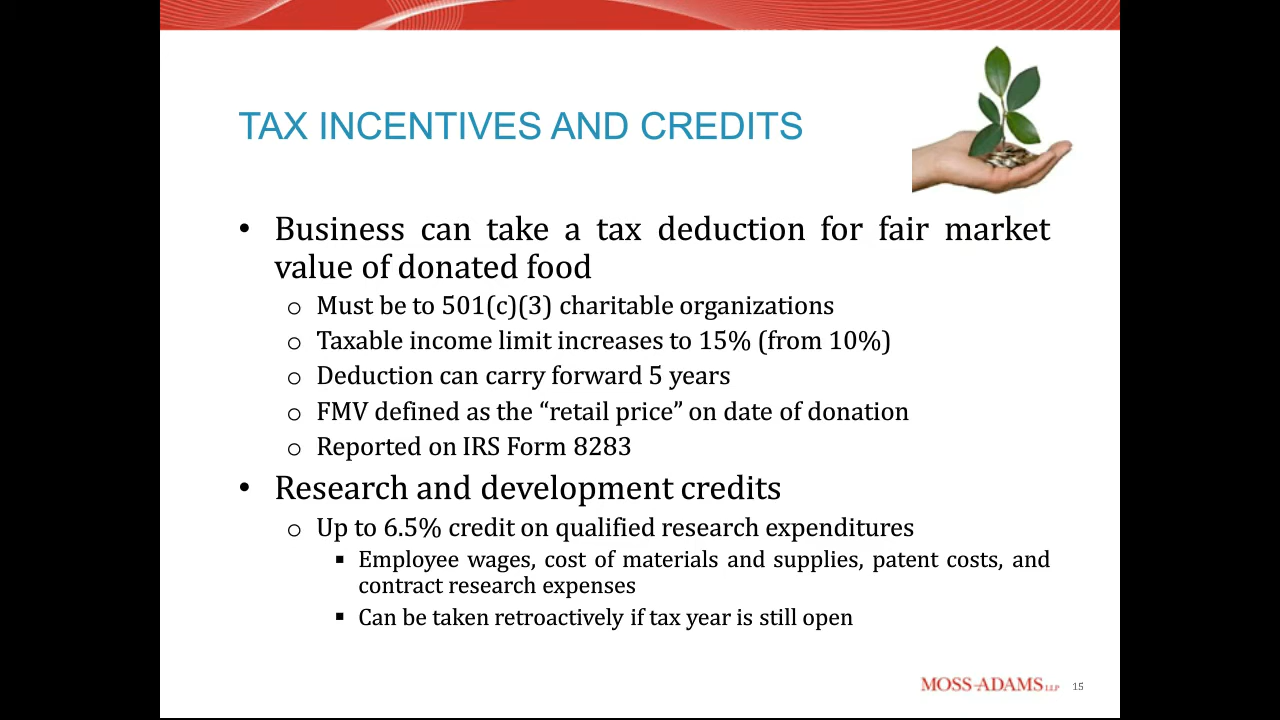 TAX INCENTIVES AND CREDITS
• Business can take a tax deduction for fair market
value of donated food
o Must be to 501(c)(3) charitable organizations
o Taxable income limit increases to 15% (from 10%)
o Deduction can carry forward 5 years
o FMV defined as the “retail price” on date of donation
o Reported on IRS Form 8283
• Research and development credits
o Up to 6.5% credit on qualified research expenditures
▪ Employee wages, cost of materials and supplies, patent costs, and
contract research expenses
▪ Can be taken retroactively if tax year is still open
MOSS-ADAMS LLP 15